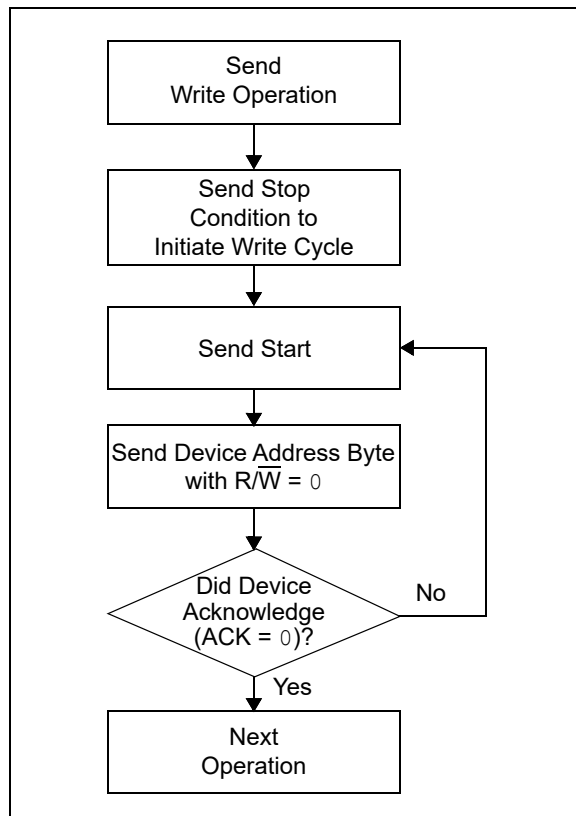 Send
Write Operation
Send Stop
Condition to
Initiate Write Cycle
Send Start
Send Device Address Byte
with R/W̅ = 0
Did Device
Acknowledge
(ACK = 0)?
No
Yes
Next
Operation